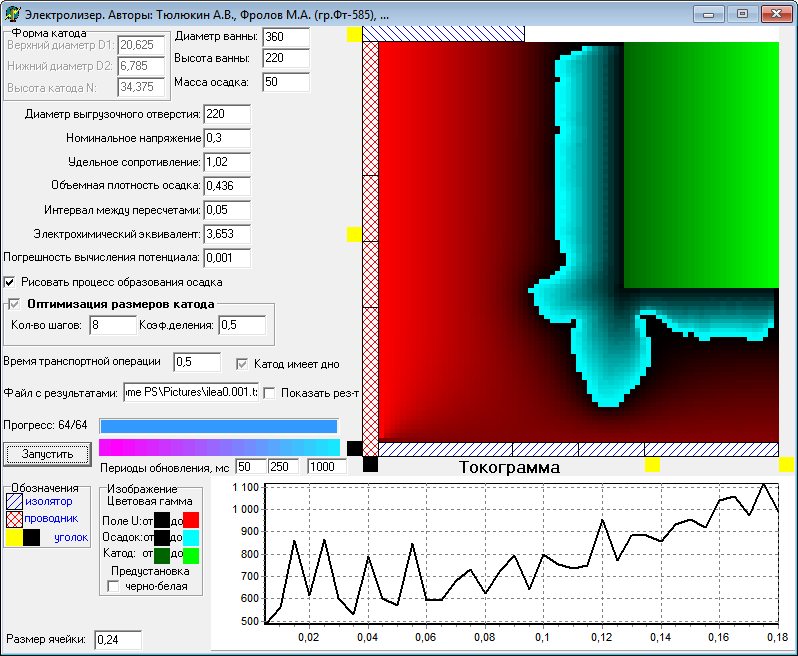 Электролизер. Авторы: Тюлюкин А.В., Фролов М.А. (гр.Фт-585), ...
Форма катода
Верхний диаметр D1: 20,625
Нижний диаметр D2: 6,785
Высота катода N: 34,375
Диаметр ванны: 360
Высота ванны: 220
Масса осадка: 50
Диаметр выгрузочного отверстия: 220
Номинальное напряжение 0,3
Удельное сопротивление: 1,02
Объемная плотность осадка: 0,436
Интервал между пересчетами: 0,05
Электрохимический эквивалент: 3,653
Погрешность вычисления потенциала: 0,001
Рисовать процесс образования осадка
Оптимизация размеров катода
Кол-во шагов: 8 Коэф.деления: 0,5
Время транспортной операции 0,5 Катод имеет дно
Файл с результатами: ome PS\Pictures\ilea0.001.t: Показать рез-т
Прогресс: 64/64
Запустить
Периоды обновления, мс 50 250 1000
Обозначения
изолятор
проводник
уголок
Изображение
Цветовая гамма
Поле U: от до
Осадок: от до
Катод: от до
Предустановка
черно-белая
Размер ячейки: 0,24
Токограмма
1 100
1 000
900
800
700
600
500
0,02 0,04 0,06 0,08 0,1 0,12 0,14 0,16 0,18